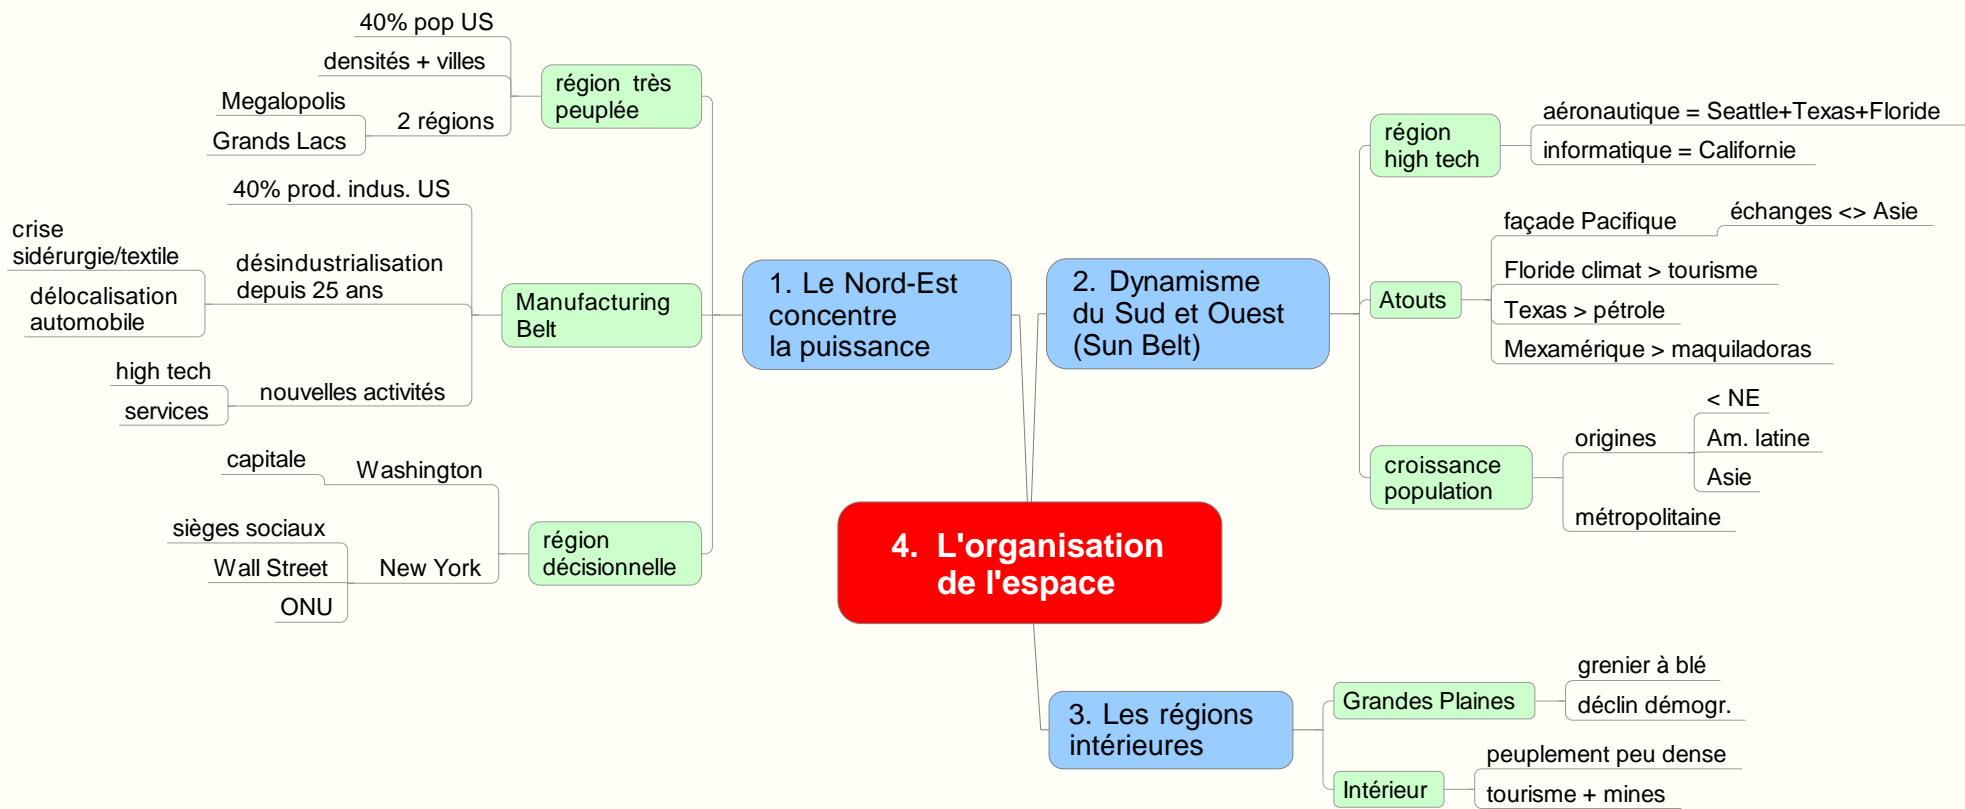 4. L'organisation
de l'espace
1. Le Nord-Est
concentre
la puissance
région très
peuplée
40% pop US
densités + villes
2 régions
Megalopolis
Grands Lacs
Manufacturing
Belt
40% prod. indus. US
désindustrialisation
depuis 25 ans
crise
sidérurgie/textile
délocalisation
automobile
nouvelles activités
high tech
services
région
décisionnelle
Washington
capitale
New York
sièges sociaux
Wall Street
ONU
2. Dynamisme
du Sud et Ouest
(Sun Belt)
région
high tech
aéronautique = Seattle+Texas+Floride
informatique = Californie
Atouts
façade Pacifique
échanges <> Asie
Floride climat > tourisme
Texas > pétrole
Mexamérique > maquiladoras
croissance
population
origines
< NE
Am. latine
Asie
métropolitaine
3. Les régions
intérieures
Grandes Plaines
grenier à blé
déclin démogr.
Intérieur
peuplement peu dense
tourisme + mines